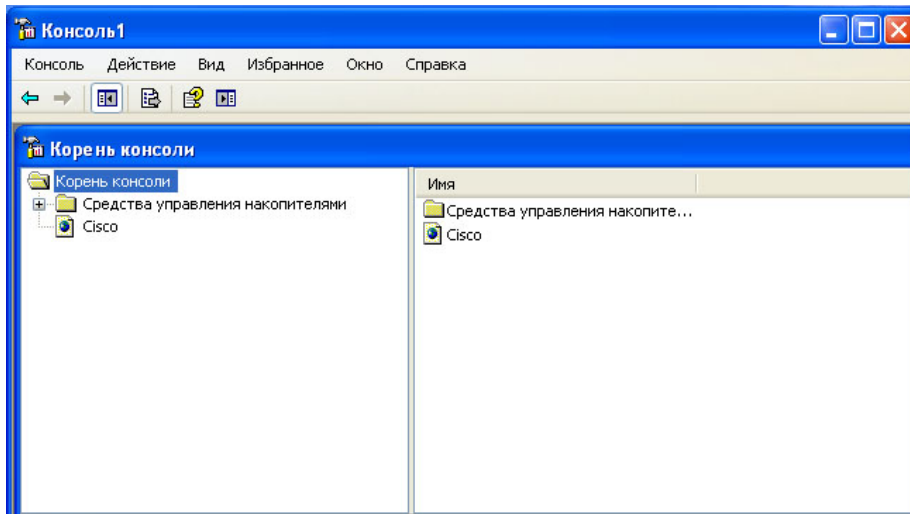 Консоль1
Консоль Действие Вид Избранное Окно Справка
Корень консоли
Корень консоли
Средства управления накопителями
Cisco
Имя
Средства управления накопите...
Cisco